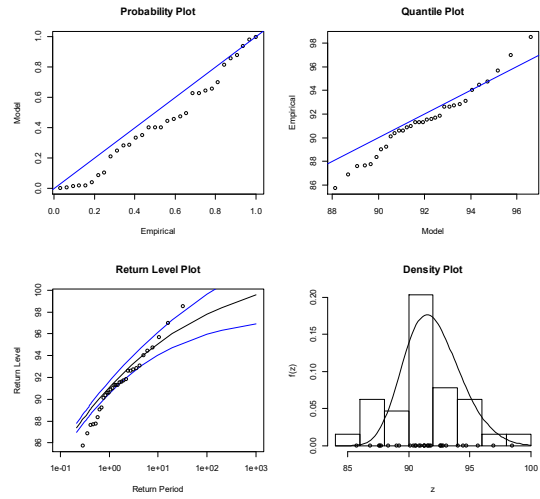 Probability Plot
Model
0.0 0.2 0.4 0.6 0.8 1.0
0.0 0.2 0.4 0.6 0.8 1.0
Empirical
Quantile Plot
Empirical
86 88 90 92 94 96 98
88 90 92 94 96
Model
Return Level Plot
Return Level
86 88 90 92 94 96 98 100
1e-01 1e+00 1e+01 1e+02 1e+03
Return Period
Density Plot
f(z)
0.00 0.05 0.10 0.15 0.20
85 90 95 100
z